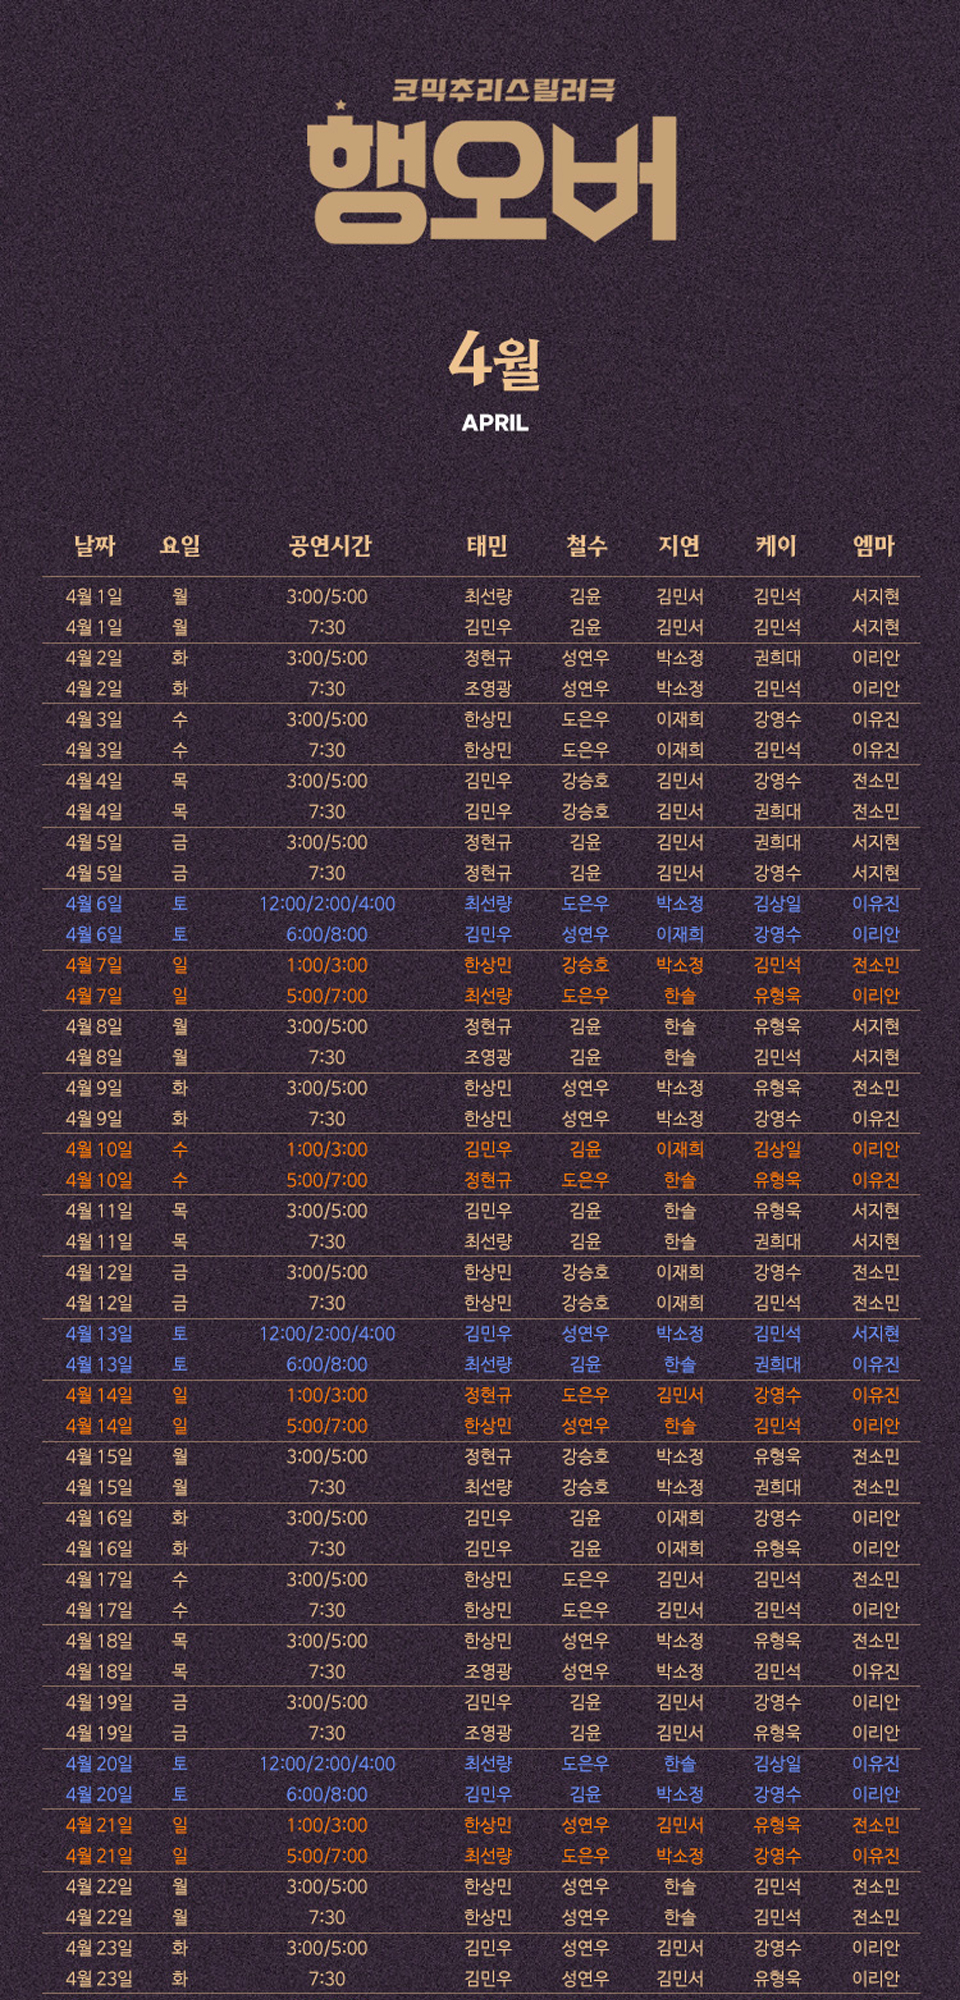 코믹추리스릴러극
행오버
4월
APRIL
날짜 요일 공연시간 태민 철수 지연 케이 엠마
4월 1일 월 3:00/5:00 최선량 김윤 김민서 김민석 서지현
4월 1일 월 7:30 김민우 김윤 김민서 김민석 서지현
4월 2일 화 3:00/5:00 정현규 성연우 박소정 권희대 이리안
4월 2일 화 7:30 조영광 성연우 박소정 김민석 이리안
4월 3일 수 3:00/5:00 한상민 도은우 이재희 강영수 이유진
4월 3일 수 7:30 한상민 도은우 이재희 김민석 이유진
4월 4일 목 3:00/5:00 김민우 강승호 김민서 강영수 전소민
4월 4일 목 7:30 김민우 강승호 김민서 권희대 전소민
4월 5일 금 3:00/5:00 정현규 김윤 김민서 권희대 서지현
4월 5일 금 7:30 정현규 김윤 김민서 강영수 서지현
4월 6일 토 12:00/2:00/4:00 최선량 도은우 박소정 김상일 이유진
4월 6일 토 6:00/8:00 김민우 성연우 이재희 강영수 이리안
4월 7일 일 1:00/3:00 한상민 강승호 박소정 김민석 전소민
4월 7일 일 5:00/7:00 최선량 도은우 한솔 유형욱 이리안
4월 8일 월 3:00/5:00 정현규 김윤 한솔 유형욱 서지현
4월 8일 월 7:30 조영광 김윤 한솔 김민석 서지현
4월 9일 화 3:00/5:00 한상민 성연우 박소정 유형욱 전소민
4월 9일 화 7:30 한상민 성연우 박소정 강영수 이유진
4월 10일 수 1:00/3:00 김민우 김윤 이재희 김상일 이리안
4월 10일 수 5:00/7:00 정현규 도은우 한솔 유형욱 이유진
4월 11일 목 3:00/5:00 김민우 김윤 한솔 유형욱 서지현
4월 11일 목 7:30 최선량 김윤 한솔 권희대 서지현
4월 12일 금 3:00/5:00 한상민 강승호 이재희 강영수 전소민
4월 12일 금 7:30 한상민 강승호 이재희 김민석 전소민
4월 13일 토 12:00/2:00/4:00 김민우 성연우 박소정 김민석 서지현
4월 13일 토 6:00/8:00 최선량 김윤 한솔 권희대 이유진
4월 14일 일 1:00/3:00 정현규 도은우 김민서 강영수 이유진
4월 14일 일 5:00/7:00 한상민 성연우 한솔 김민석 이리안
4월 15일 월 3:00/5:00 정현규 강승호 박소정 유형욱 전소민
4월 15일 월 7:30 최선량 강승호 박소정 권희대 전소민
4월 16일 화 3:00/5:00 김민우 김윤 이재희 강영수 이리안
4월 16일 화 7:30 김민우 김윤 이재희 유형욱 이리안
4월 17일 수 3:00/5:00 한상민 도은우 김민서 김민석 전소민
4월 17일 수 7:30 한상민 도은우 김민서 김민석 전소민
4월 18일 목 3:00/5:00 한상민 성연우 박소정 유형욱 전소민
4월 18일 목 7:30 조영광 성연우 박소정 김민석 이유진
4월 19일 금 3:00/5:00 김민우 김윤 김민서 강영수 이리안
4월 19일 금 7:30 조영광 김윤 김민서 유형욱 이리안
4월 20일 토 12:00/2:00/4:00 최선량 도은우 한솔 김상일 이유진
4월 20일 토 6:00/8:00 김민우 김윤 박소정 강영수 이리안
4월 21일 일 1:00/3:00 한상민 성연우 김민서 유형욱 전소민
4월 21일 일 5:00/7:00 최선량 도은우 박소정 강영수 이유진
4월 22일 월 3:00/5:00 한상민 성연우 한솔 김민석 전소민
4월 22일 월 7:30 한상민 성연우 한솔 김민석 전소민
4월 23일 화 3:00/5:00 김민우 성연우 김민서 강영수 이리안
4월 23일 화 7:30 김민우 성연우 김민서 유형욱 이리안